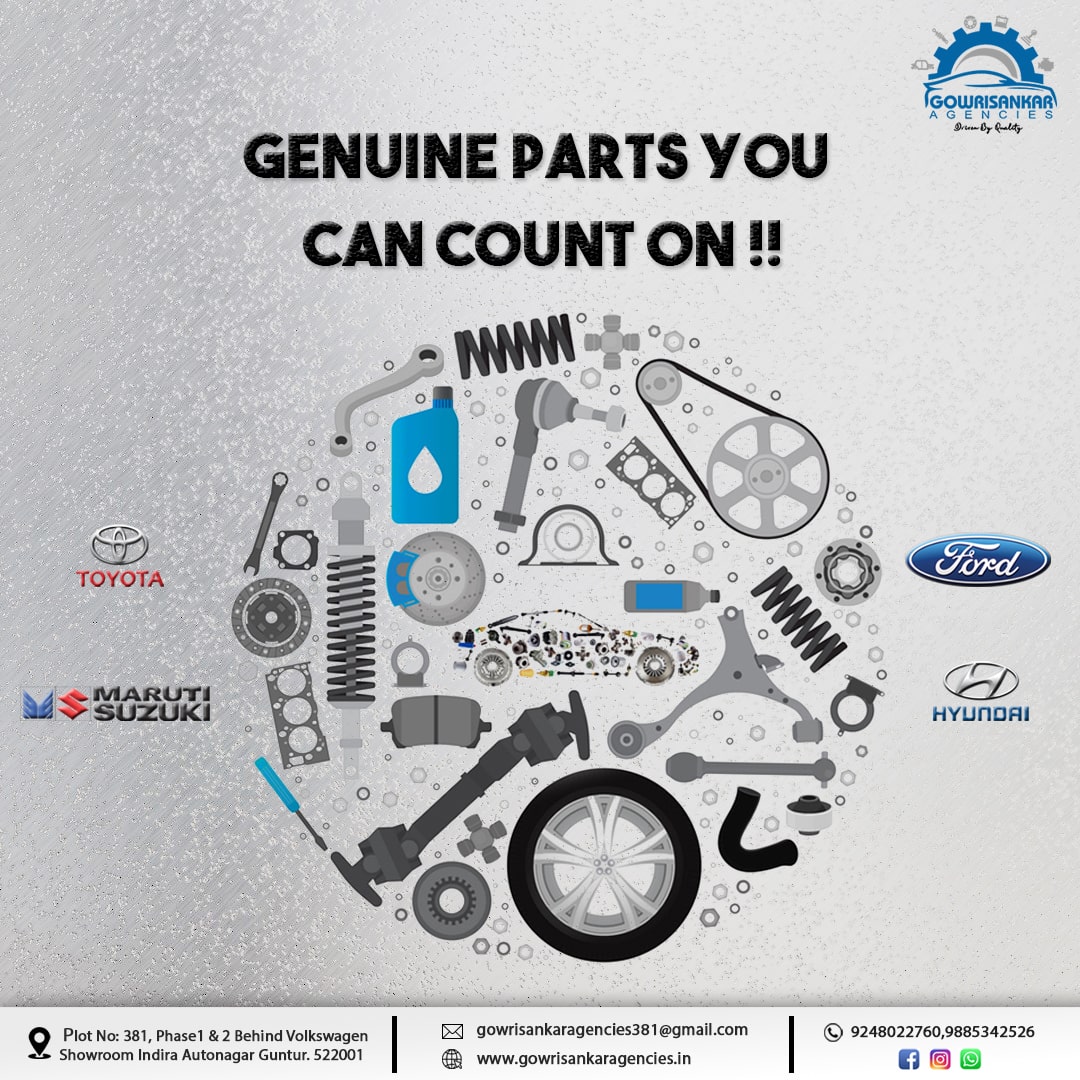 GOWRISANKAR
AGENCIES
Driven By Quality
GENUINE PARTS YOU
CAN COUNT ON !!
TOYOTA
Ford
MARUTI
SUZUKI
HYUNDAI
Plot No: 381, Phase1 & 2 Behind Volkswagen
Showroom Indira Autonagar Guntur. 522001
gowrisankaragencies381@gmail.com
www.gowrisankaragencies.in
9248022760,9885342526